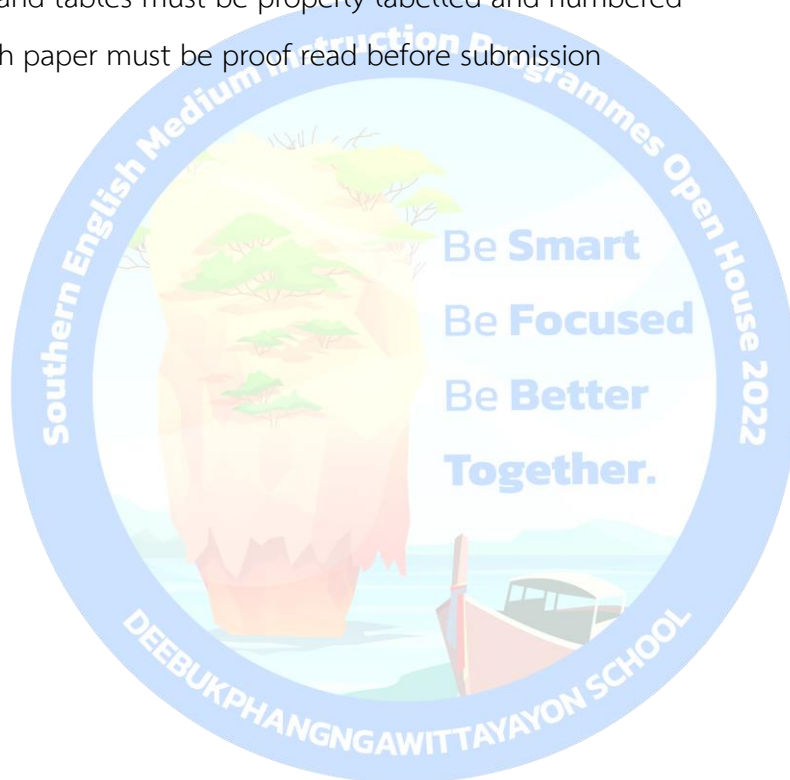 and tables must be properly labelled and numbered
h paper must be proof read before submission
Southern English Medium Instruction Programmes Open House 2022
Be Smart
Be Focused
Be Better
Together.
DEEBUKPHANGNGAWITTAYAYON SCHOOL